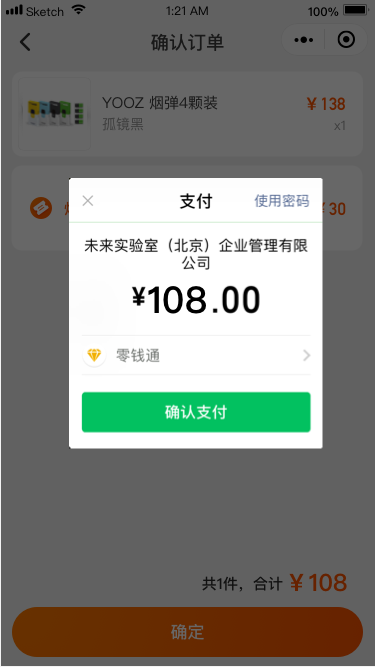 Sketch 1:21 AM 100%
确认订单
YOOZ 烟弹4颗装 ¥138
孤镜黑 x1
¥30
支付 使用密码
未来实验室（北京）企业管理有限
公司
¥108.00
零钱通
确认支付
共1件，合计 ¥108
确定